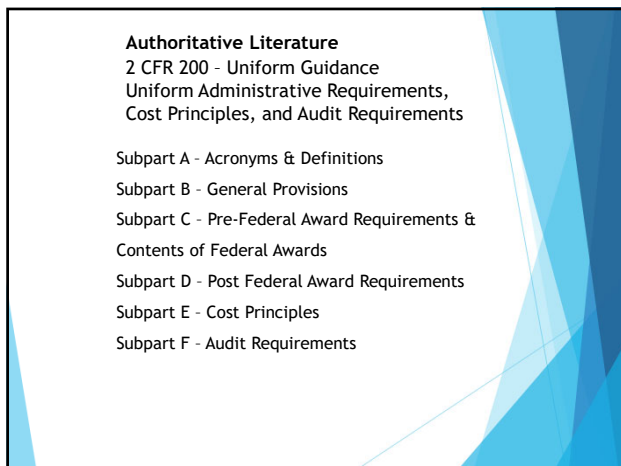 Authoritative Literature
2 CFR 200 – Uniform Guidance
Uniform Administrative Requirements,
Cost Principles, and Audit Requirements
Subpart A – Acronyms & Definitions
Subpart B – General Provisions
Subpart C – Pre-Federal Award Requirements &
Contents of Federal Awards
Subpart D – Post Federal Award Requirements
Subpart E – Cost Principles
Subpart F – Audit Requirements